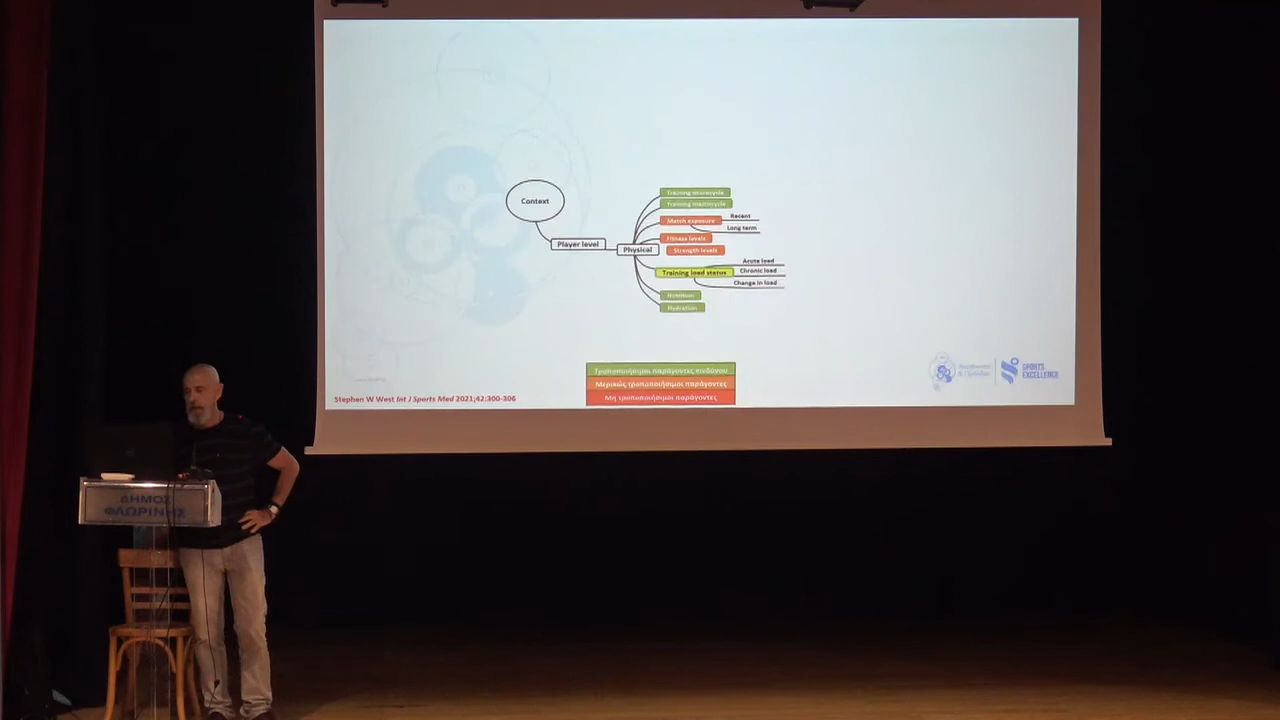 Context
Player level
Physical
Training microcycle
Training macrocycle
Match exposure
Recent
Long term
Fitness levels
Strength levels
Training load status
Acute load
Chronic load
Change in load
Nutrition
Hydration
Τροποποιήσιμοι παράγοντες κινδύνου
Μερικώς τροποποιήσιμοι παράγοντες
Μη τροποποιήσιμοι παράγοντες
Stephen W West Int J Sports Med 2021;42:300-306
SPORTS
EXCELLENCE
ΔΗΜΟΣ
ΦΛΩΡΙΝΗΣ